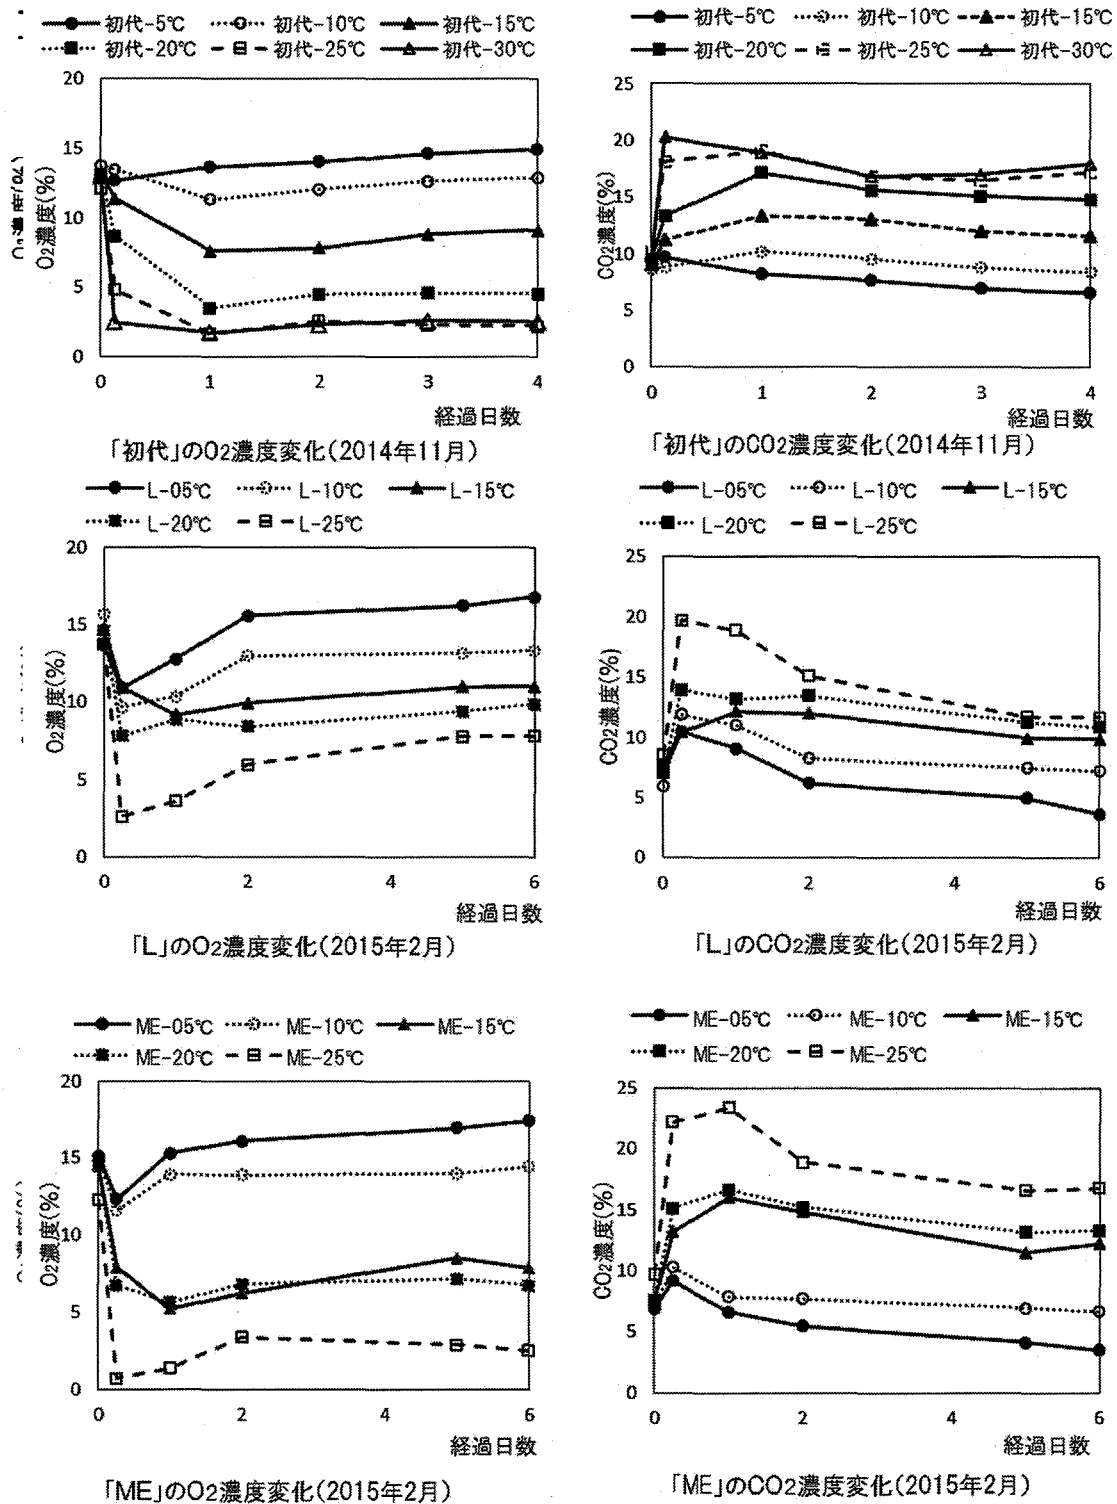 初代-5℃ 初代-10℃ 初代-15℃
初代-20℃ 初代-25℃ 初代-30℃
20
15
10
5
0
O2濃度(%)
0 1 2 3 4
経過日数
「初代」のO2濃度変化(2014年11月)
初代-5℃ 初代-10℃ 初代-15℃
初代-20℃ 初代-25℃ 初代-30℃
25
20
15
10
5
0
CO2濃度(%)
0 1 2 3 4
経過日数
「初代」のCO2濃度変化(2014年11月)
L-05℃ L-10℃ L-15℃
L-20℃ L-25℃
20
15
10
5
0
O2濃度(%)
0 2 4 6
経過日数
「L」のO2濃度変化(2015年2月)
L-05℃ L-10℃ L-15℃
L-20℃ L-25℃
25
20
15
10
5
0
CO2濃度(%)
0 2 4 6
経過日数
「L」のCO2濃度変化(2015年2月)
ME-05℃ ME-10℃ ME-15℃
ME-20℃ ME-25℃
20
15
10
5
0
O2濃度(%)
0 2 4 6
経過日数
「ME」のO2濃度変化(2015年2月)
ME-05℃ ME-10℃ ME-15℃
ME-20℃ ME-25℃
25
20
15
10
5
0
CO2濃度(%)
0 2 4 6
経過日数
「ME」のCO2濃度変化(2015年2月)